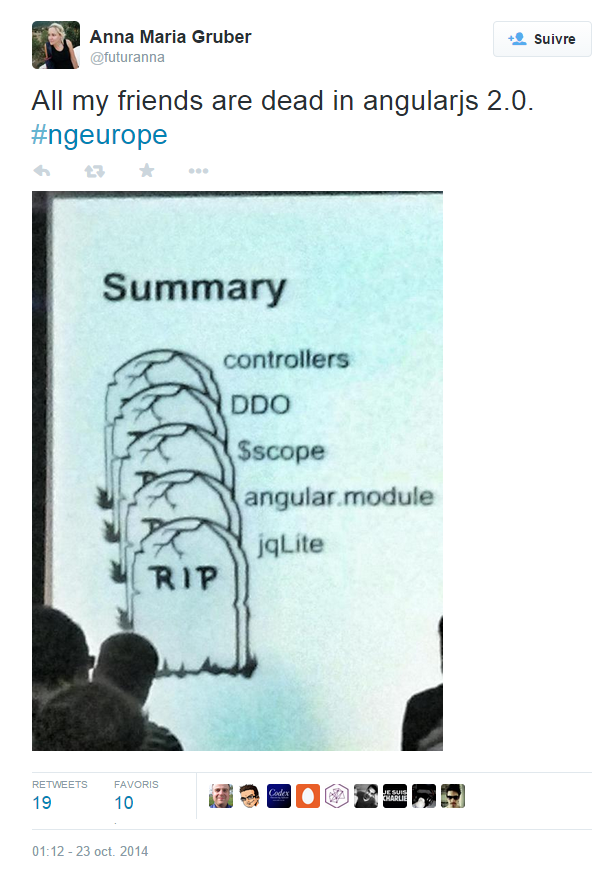 Anna Maria Gruber
@futuranna
Suivre
All my friends are dead in angularjs 2.0.
#ngeurope
Summary
controllers
DDO
$scope
angular.module
jqLite
RIP
RETWEETS
FAVORIS
19
10
Codex
JE SUIS
CHARLIE
01:12 - 23 oct. 2014